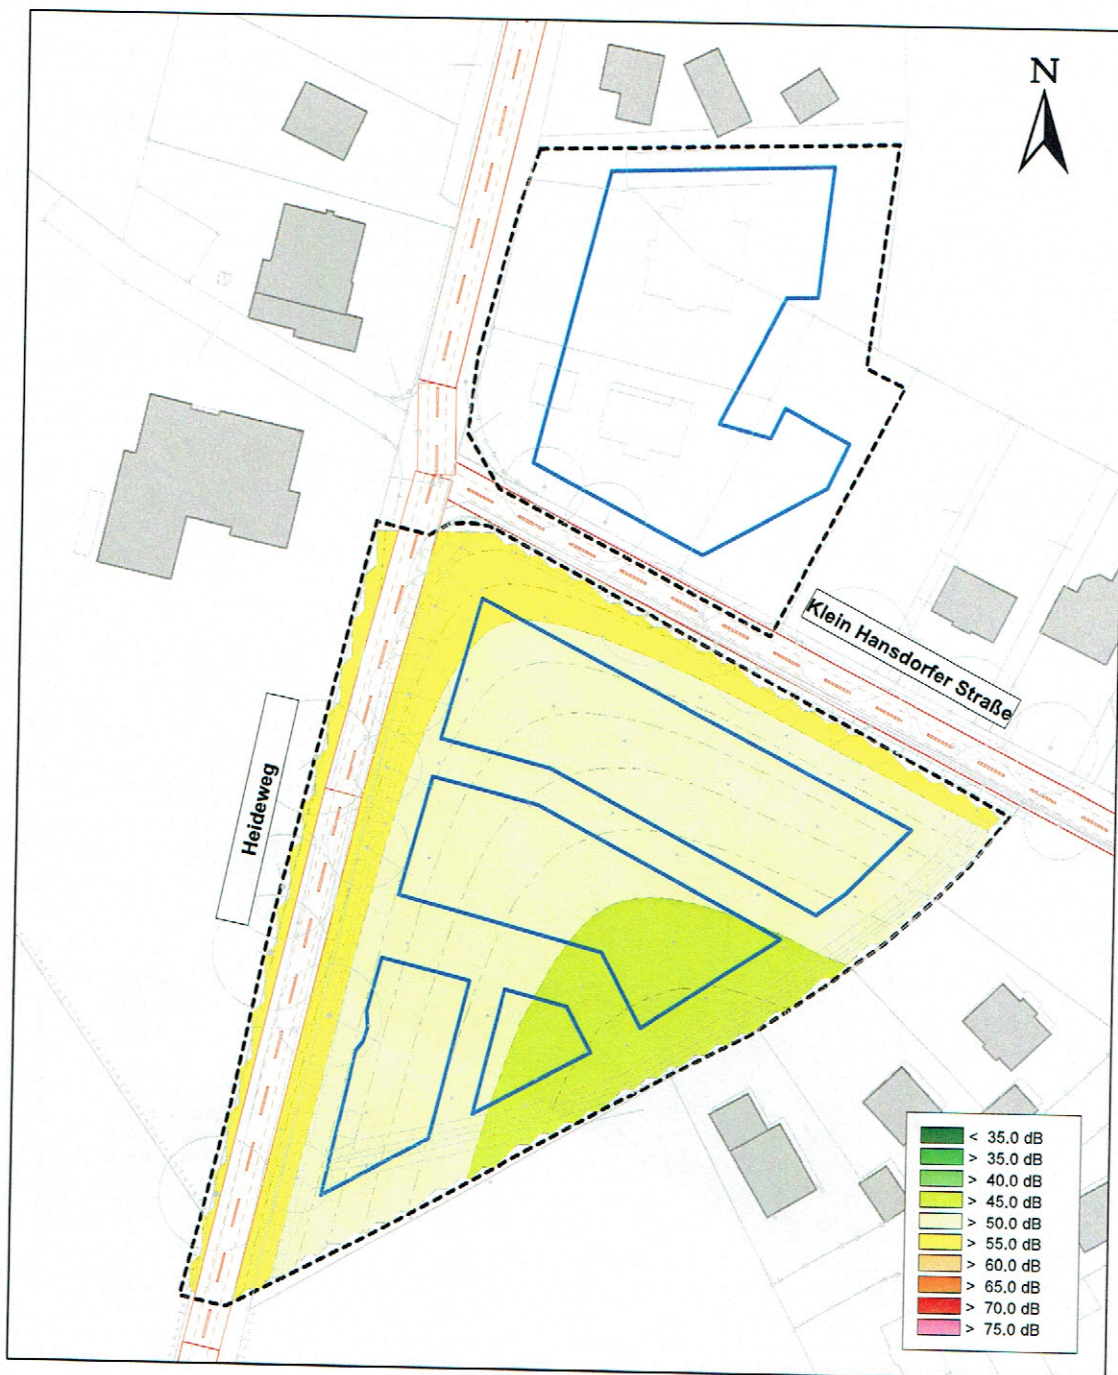 N
Klein Hansdorfer Straße
Heideweg
< 35.0 dB
> 35.0 dB
> 40.0 dB
> 45.0 dB
> 50.0 dB
> 55.0 dB
> 60.0 dB
> 65.0 dB
> 70.0 dB
> 75.0 dB